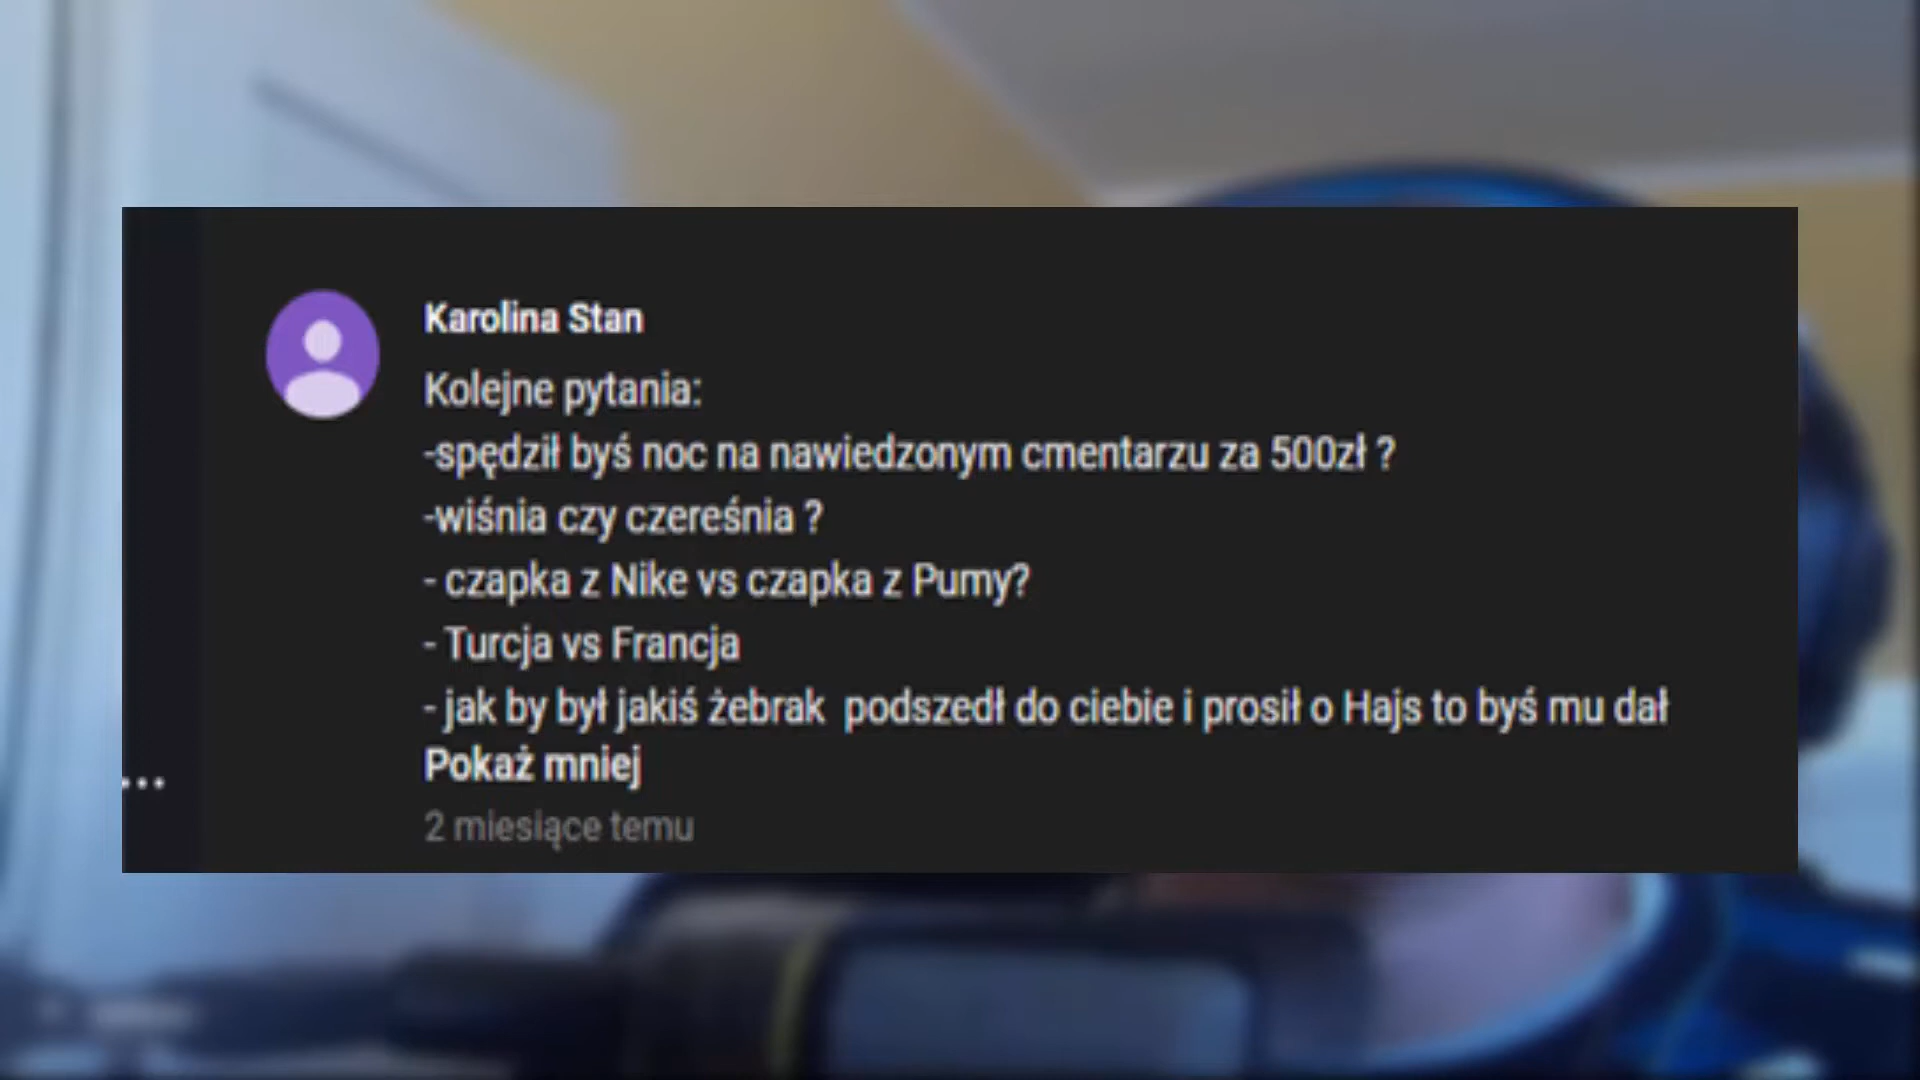 Karolina Stan
Kolejne pytania:
-spędził byś noc na nawiedzonym cmentarzu za 500zł ?
-wiśnia czy czereśnia ?
- czapka z Nike vs czapka z Pumy?
- Turcja vs Francja
- jak by był jakiś żebrak  podszedł do ciebie i prosił o Hajs to byś mu dał
Pokaż mniej
...
2 miesiące temu